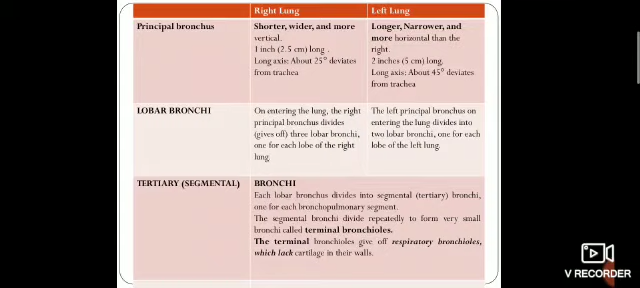 Right Lung Left Lung
Principal bronchus Shorter, wider, and more Longer, Narrower, and
vertical. more horizontal than the
1 inch (2.5 cm) long . right.
Long axis: About 25° deviates 2 inches (5 cm) long.
from trachea Long axis: About 45° deviates
from trachea
LOBAR BRONCHI On entering the lung, the right The left principal bronchus on
principal bronchus divides entering the lung divides into
(gives off) three lobar bronchi, two lobar bronchi, one for each
one for each lobe of the right lobe of the left lung.
lung.
TERTIARY (SEGMENTAL) BRONCHI
Each lobar bronchus divides into segmental (tertiary) bronchi,
one for each bronchopulmonary segment.
The segmental bronchi divide repeatedly to form very small
bronchi called terminal bronchioles.
The terminal bronchioles give off respiratory bronchioles,
which lack cartilage in their walls.
V RECORDER